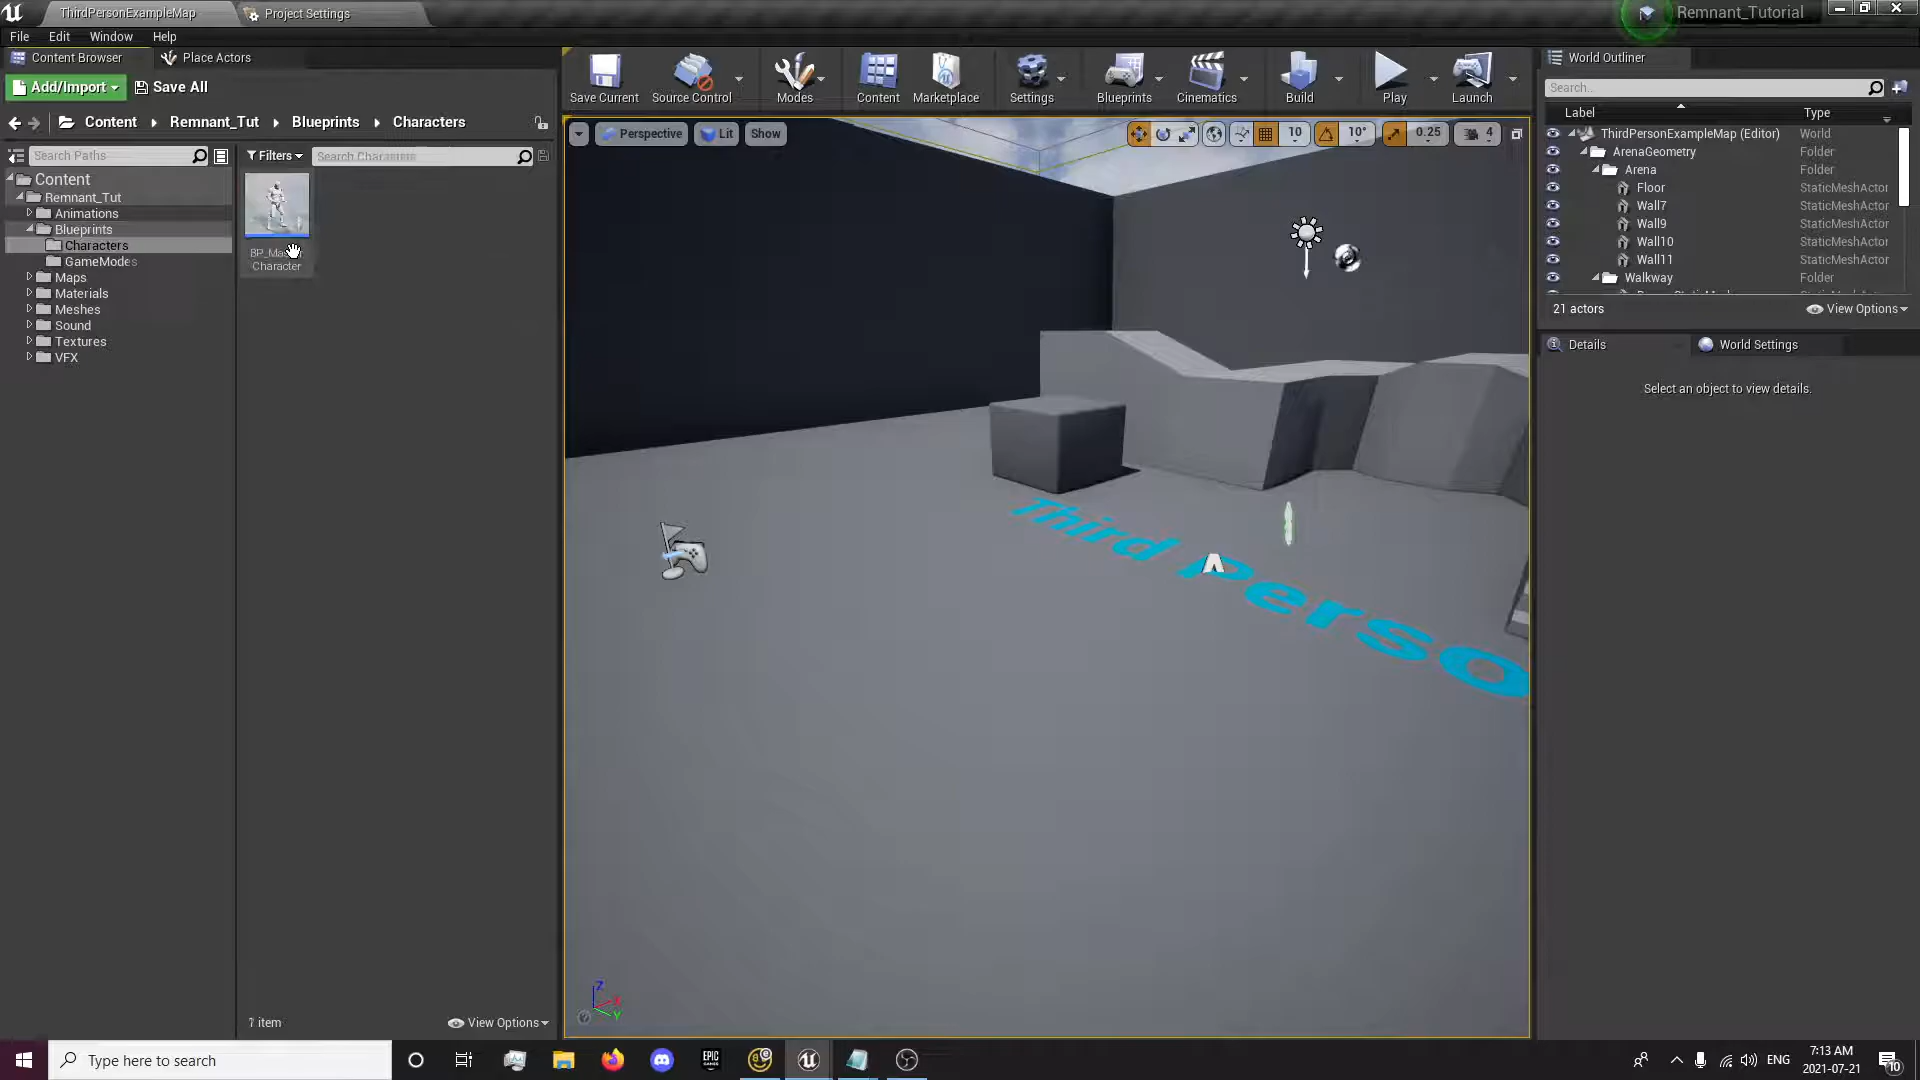 ThirdPersonExampleMap
Project Settings
Remnant_Tutorial
File Edit Window Help
Content Browser
Place Actors
Add/Import
Save All
Content
Remnant_Tut
Blueprints
Characters
Search Paths
Filters
Content
Remnant_Tut
Animations
Blueprints
Characters
GameModes
Maps
Materials
Meshes
Sound
Textures
VFX
Character
1 item
View Options
Save Current
Source Control
Modes
Content
Marketplace
Settings
Blueprints
Cinematics
Build
Play
Launch
Perspective
Lit
Show
10
10°
0.25
4
Third Perso
Z
X
Y
World Outliner
Search...
Label
Type
ThirdPersonExampleMap (Editor) World
ArenaGeometry Folder
Arena Folder
Floor StaticMeshActor
Wall7 StaticMeshActor
Wall9 StaticMeshActor
Wall10 StaticMeshActor
Wall11 StaticMeshActor
Walkway Folder
21 actors
View Options
Details
World Settings
Select an object to view details.
Type here to search
EPIC
ENG
7:13 AM
2021-07-21
10